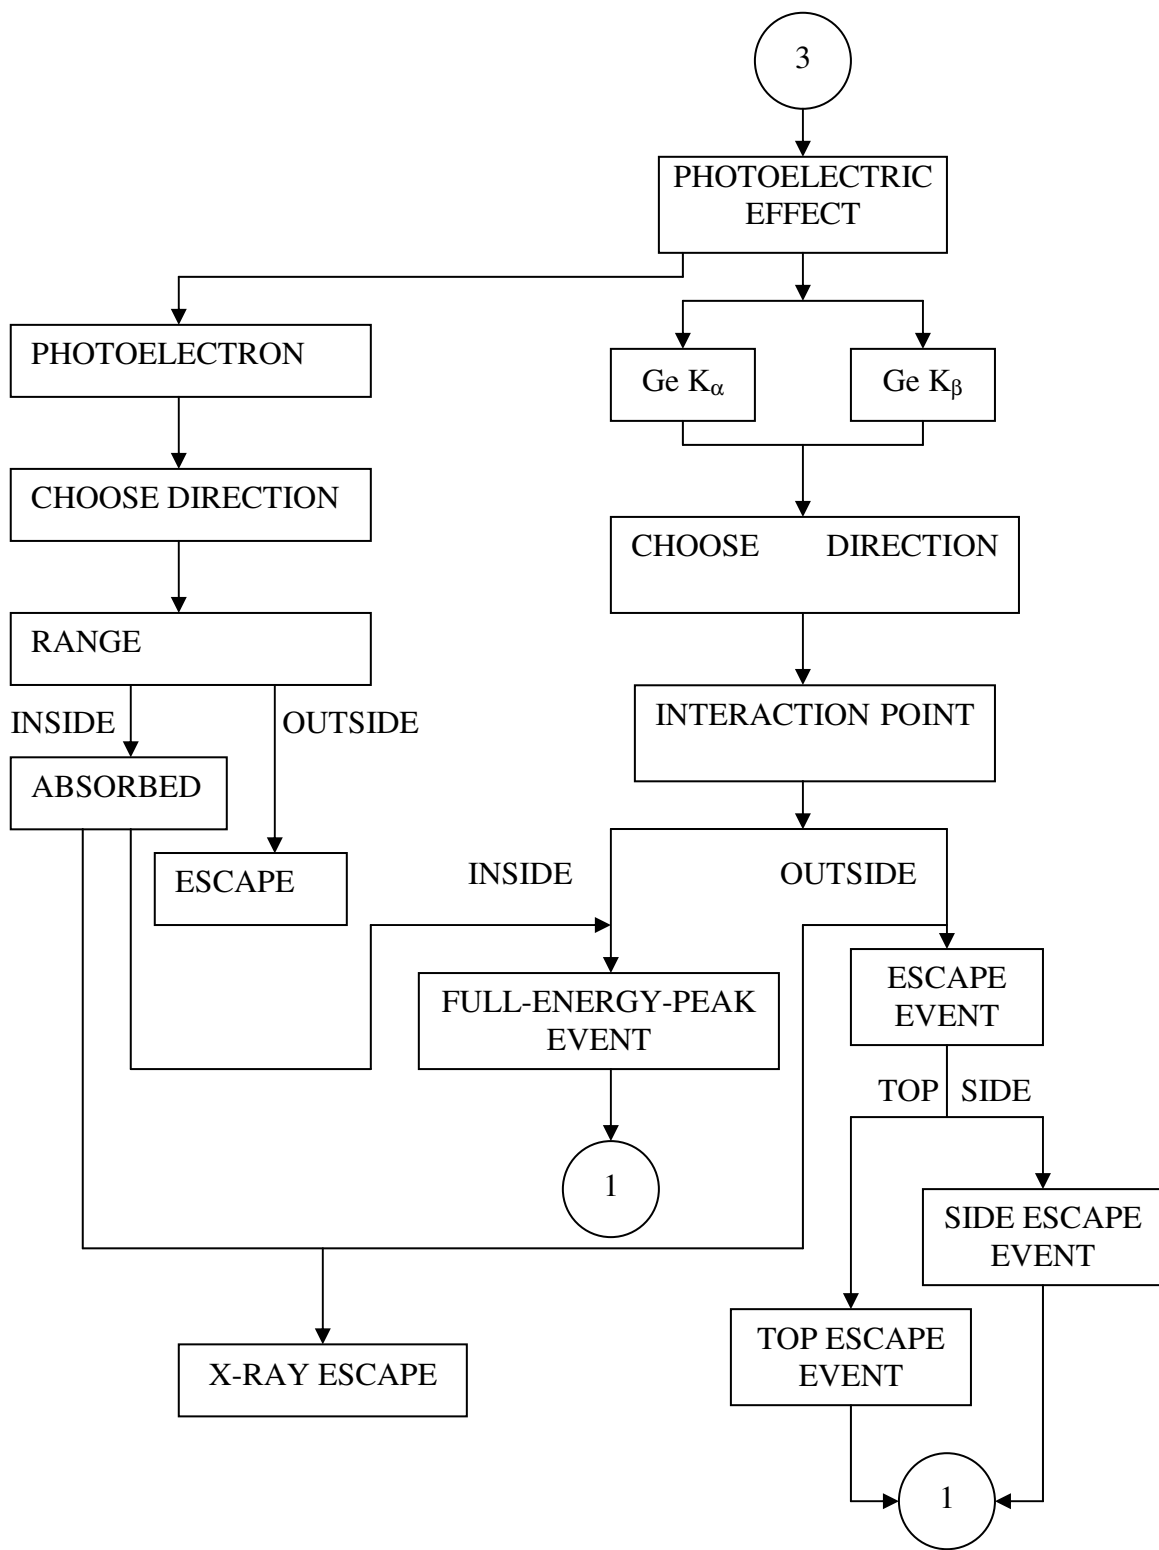 3
PHOTOELECTRIC
EFFECT
PHOTOELECTRON
Ge Kα
Ge Kβ
CHOOSE DIRECTION
CHOOSE DIRECTION
RANGE
INSIDE
OUTSIDE
INTERACTION POINT
ABSORBED
ESCAPE
INSIDE
OUTSIDE
FULL-ENERGY-PEAK
EVENT
ESCAPE
EVENT
TOP
SIDE
1
SIDE ESCAPE
EVENT
TOP ESCAPE
EVENT
X-RAY ESCAPE
1